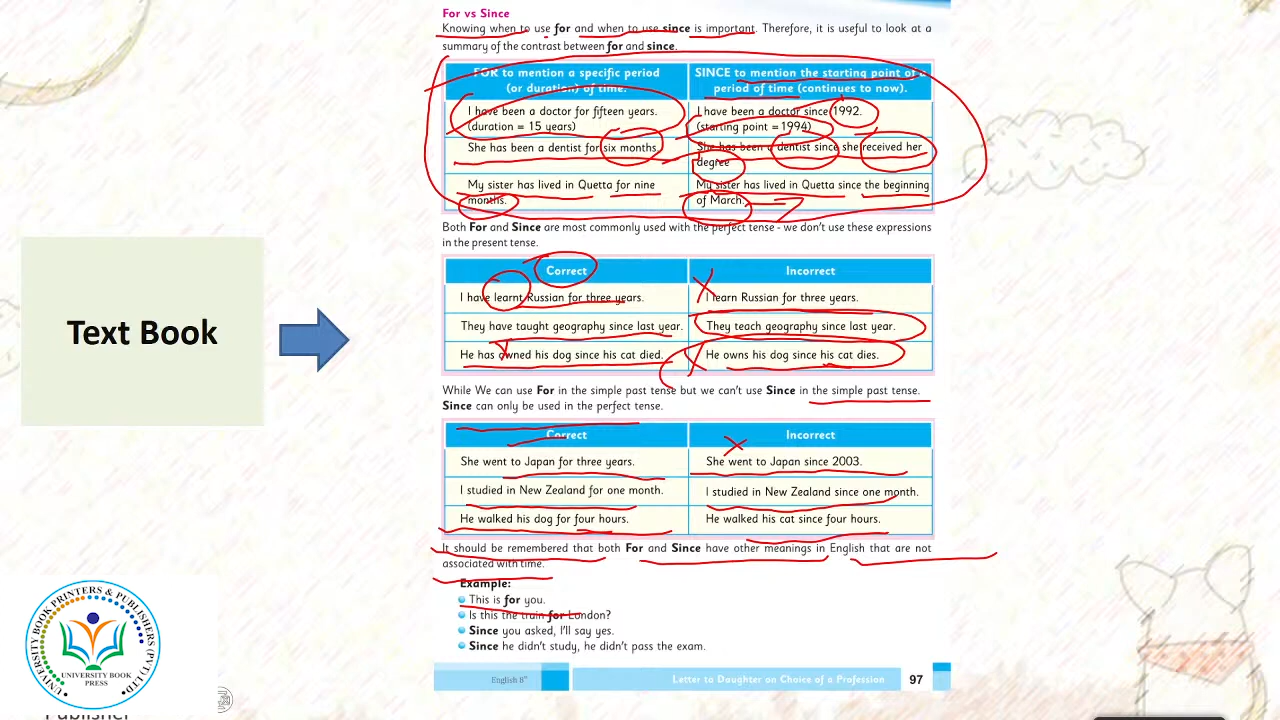 For vs Since
Knowing when to use for and when to use since is important. Therefore, it is useful to look at a
summary of the contrast between for and since.
FOR to mention a specific period
(or duration) of time.
SINCE to mention the starting point of a
period of time (continues to now).
I have been a doctor for fifteen years.
(duration = 15 years)
I have been a doctor since 1992.
(starting point = 1994)
She has been a dentist for six months.
She has been a dentist since she received her
degree
My sister has lived in Quetta for nine
months.
My sister has lived in Quetta since the beginning
of March.
Both For and Since are most commonly used with the perfect tense - we don't use these expressions
in the present tense.
Correct
Incorrect
I have learnt Russian for three years.
I learn Russian for three years.
They have taught geography since last year.
They teach geography since last year.
He has owned his dog since his cat died.
He owns his dog since his cat dies.
While We can use For in the simple past tense but we can't use Since in the simple past tense.
Since can only be used in the perfect tense.
Correct
Incorrect
She went to Japan for three years.
She went to Japan since 2003.
I studied in New Zealand for one month.
I studied in New Zealand since one month.
He walked his dog for four hours.
He walked his cat since four hours.
It should be remembered that both For and Since have other meanings in English that are not
associated with time.
Example:
This is for you.
Is this the train for London?
Since you asked, I'll say yes.
Since he didn't study, he didn't pass the exam.
English 8th
Letter to Daughter on Choice of a Profession
97
Text Book
UNIVERSITY BOOK PRINTERS & PUBLISHERS (PVT) LTD
UNIVERSITY BOOK
PRESS
Publisher